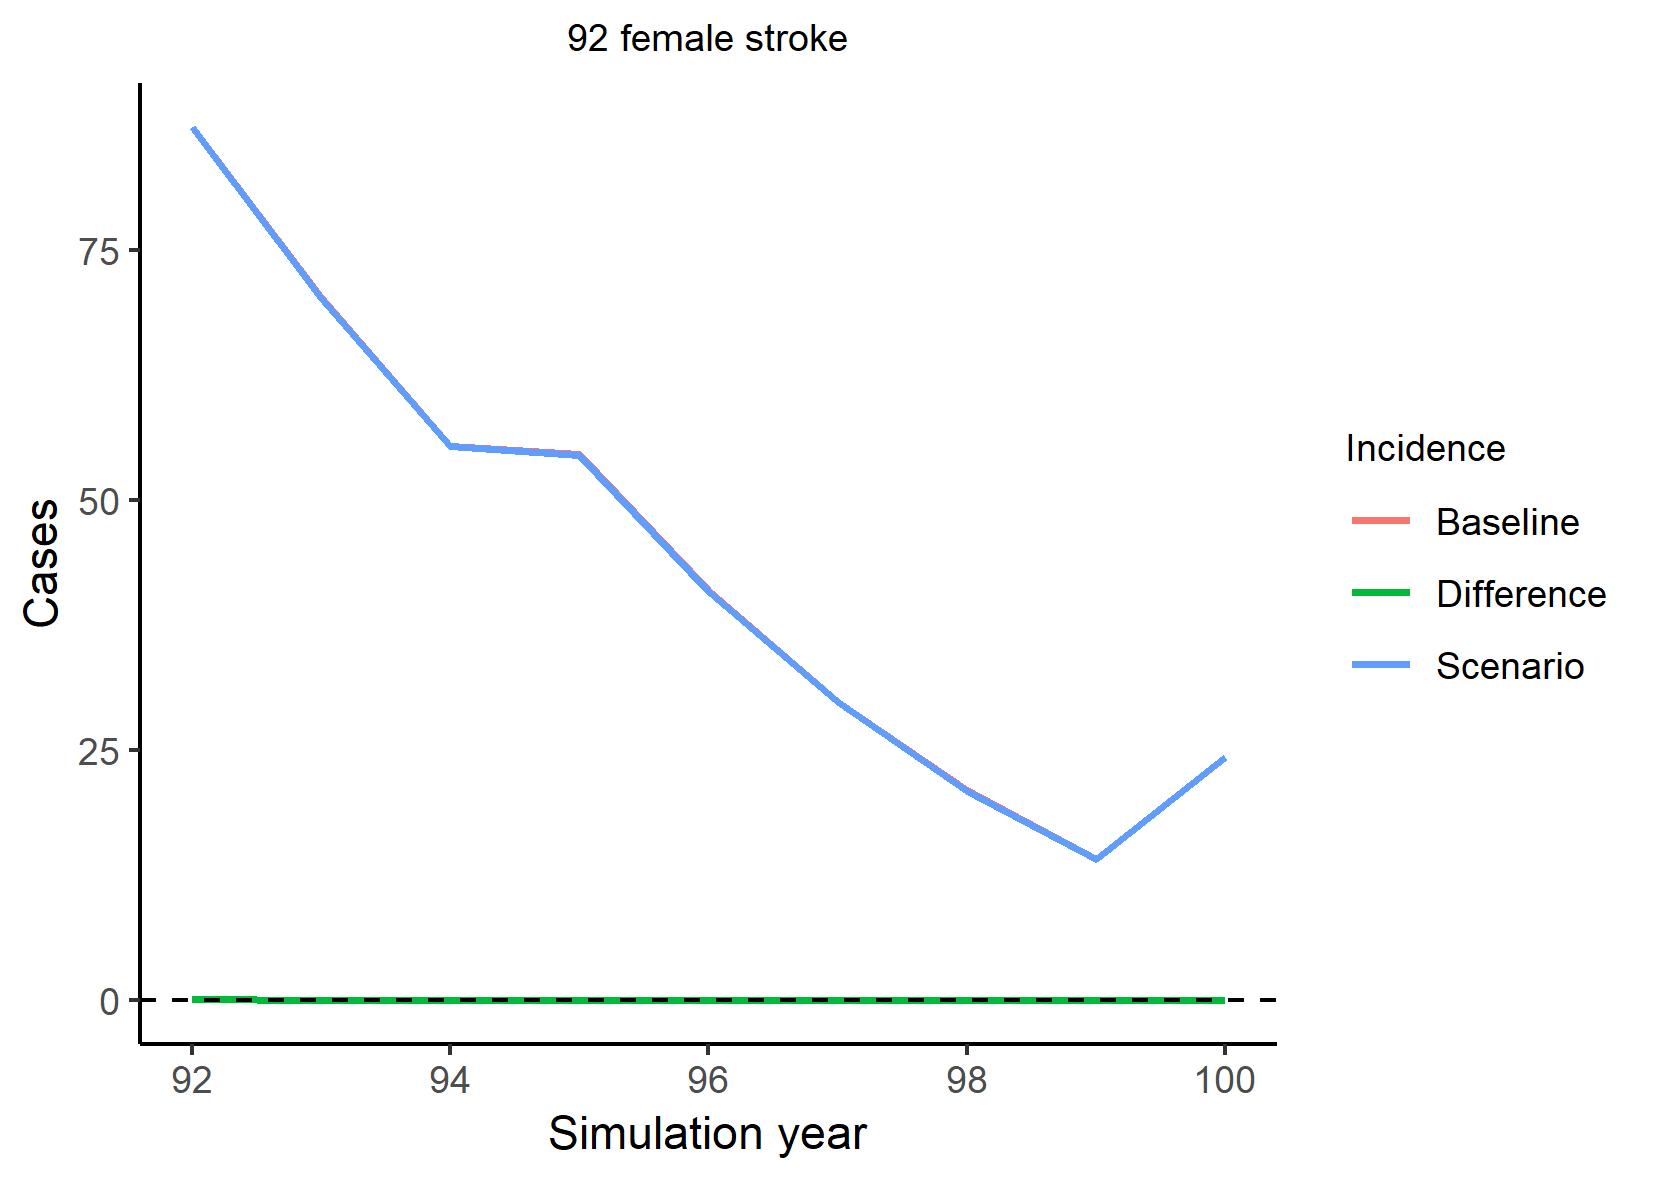 92 female stroke
Cases
75
50
25
0
92 94 96 98 100
Simulation year
Incidence
Baseline
Difference
Scenario